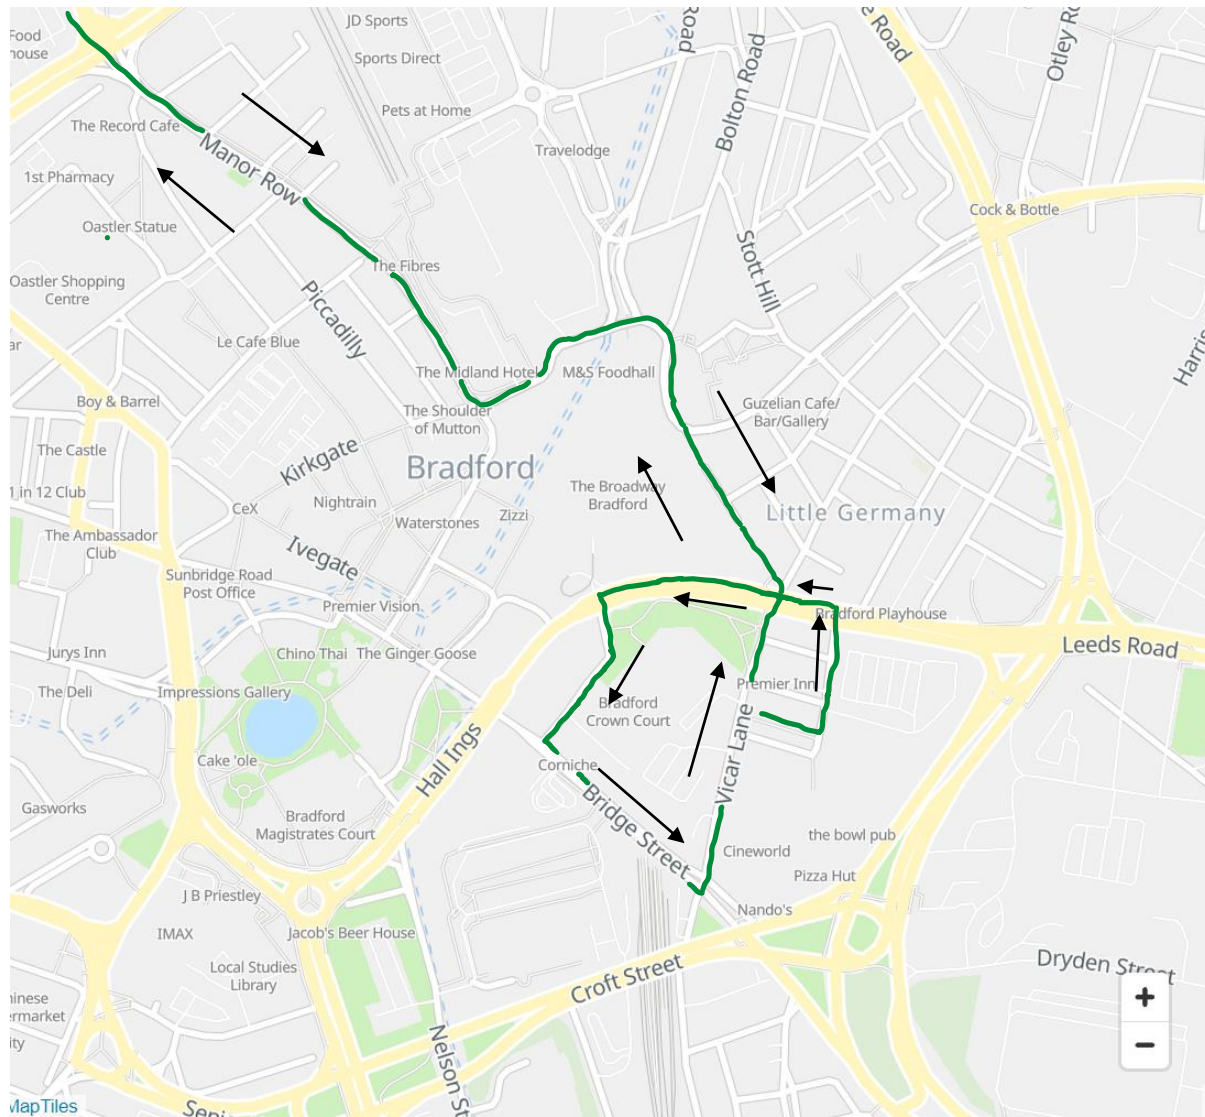 Food
house
JD Sports
Sports Direct
Pets at Home
Road
Bolton Road
e Road
Otley Ro
The Record Cafe
Manor Row
1st Pharmacy
Travelodge
Oastler Statue
Cock & Bottle
Stott Hill
The Fibres
Oastler Shopping
Centre
Piccadilly
Harris
ar
Le Cafe Blue
The Midland Hotel
M&S Foodhall
Boy & Barrel
The Shoulder
of Mutton
Guzelian Cafe/
Bar/Gallery
The Castle
Kirkgate
Bradford
1 in 12 Club
CeX
Nightrain
The Broadway
Bradford
Waterstones
Zizzi
Little Germany
The Ambassador
Club
Ivegate
Sunbridge Road
Post Office
Premier Vision
Bradford Playhouse
Jurys Inn
Chino Thai
The Ginger Goose
Leeds Road
The Deli
Impressions Gallery
Premier Inn
Bradford
Crown Court
Hall Ings
Vicar Lane
Cake 'ole
Corniche
Gasworks
Bradford
Magistrates Court
Bridge Street
the bowl pub
Cineworld
Pizza Hut
J B Priestley
Nando's
IMAX
Jacob's Beer House
Local Studies
Library
Croft Street
Dryden Street
hinese
ermarket
ity
+
−
Nelson St
MapTiles